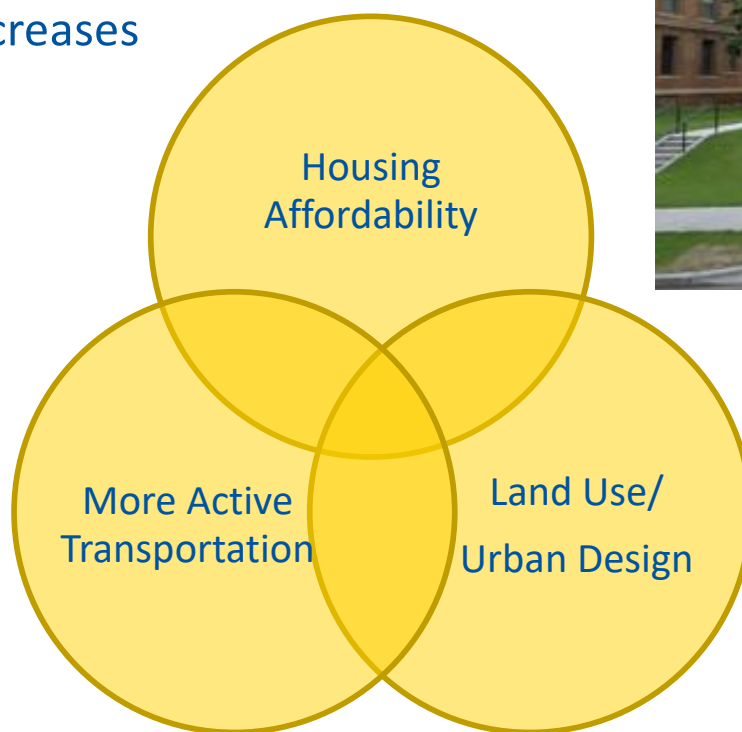 creases
Housing
Affordability
More Active
Transportation
Land Use/
Urban Design